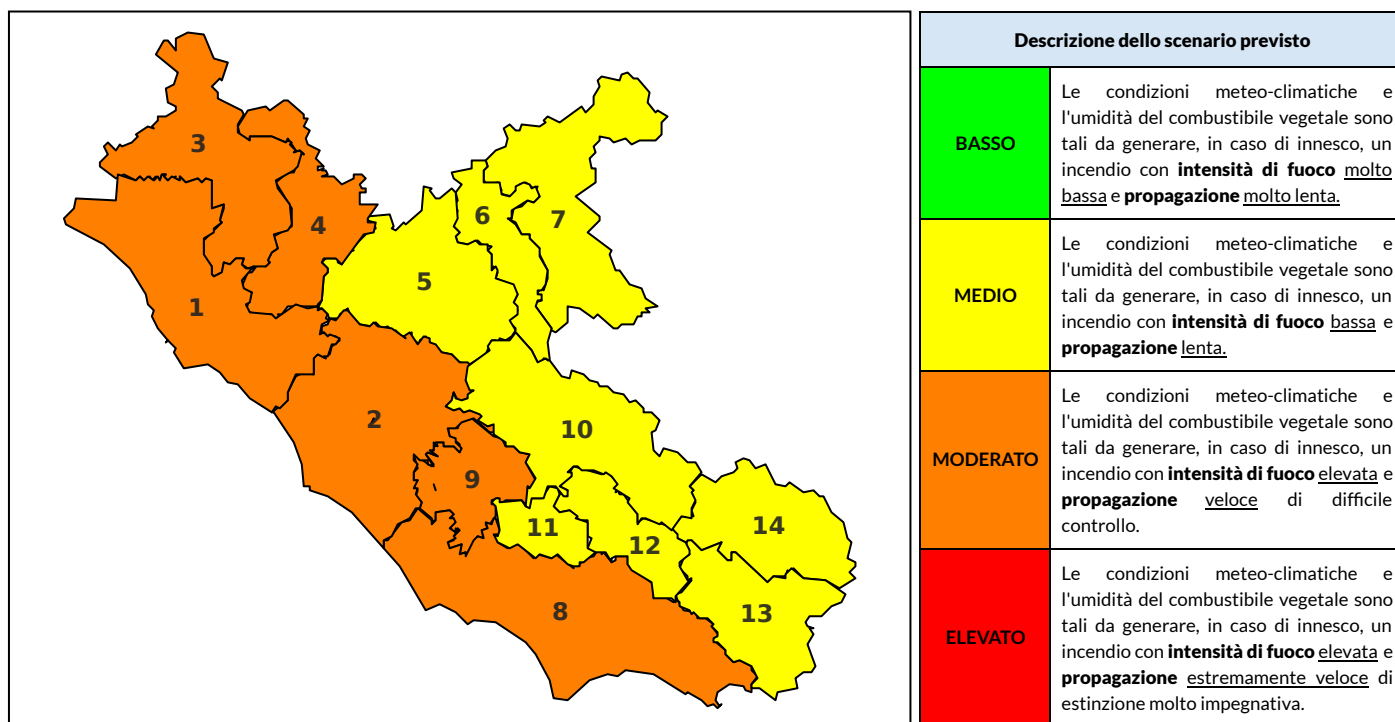 3
4
6
7
5
1
2
10
9
11
12
14
8
13
Descrizione dello scenario previsto
BASSO
Le condizioni meteo-climatiche e
l'umidità del combustibile vegetale sono
tali da generare, in caso di innesco, un
incendio con intensità di fuoco molto
bassa e propagazione molto lenta.
MEDIO
Le condizioni meteo-climatiche e
l'umidità del combustibile vegetale sono
tali da generare, in caso di innesco, un
incendio con intensità di fuoco bassa e
propagazione lenta.
MODERATO
Le condizioni meteo-climatiche e
l'umidità del combustibile vegetale sono
tali da generare, in caso di innesco, un
incendio con intensità di fuoco elevata e
propagazione veloce di difficile
controllo.
ELEVATO
Le condizioni meteo-climatiche e
l'umidità del combustibile vegetale sono
tali da generare, in caso di innesco, un
incendio con intensità di fuoco elevata e
propagazione estremamente veloce di
estinzione molto impegnativa.